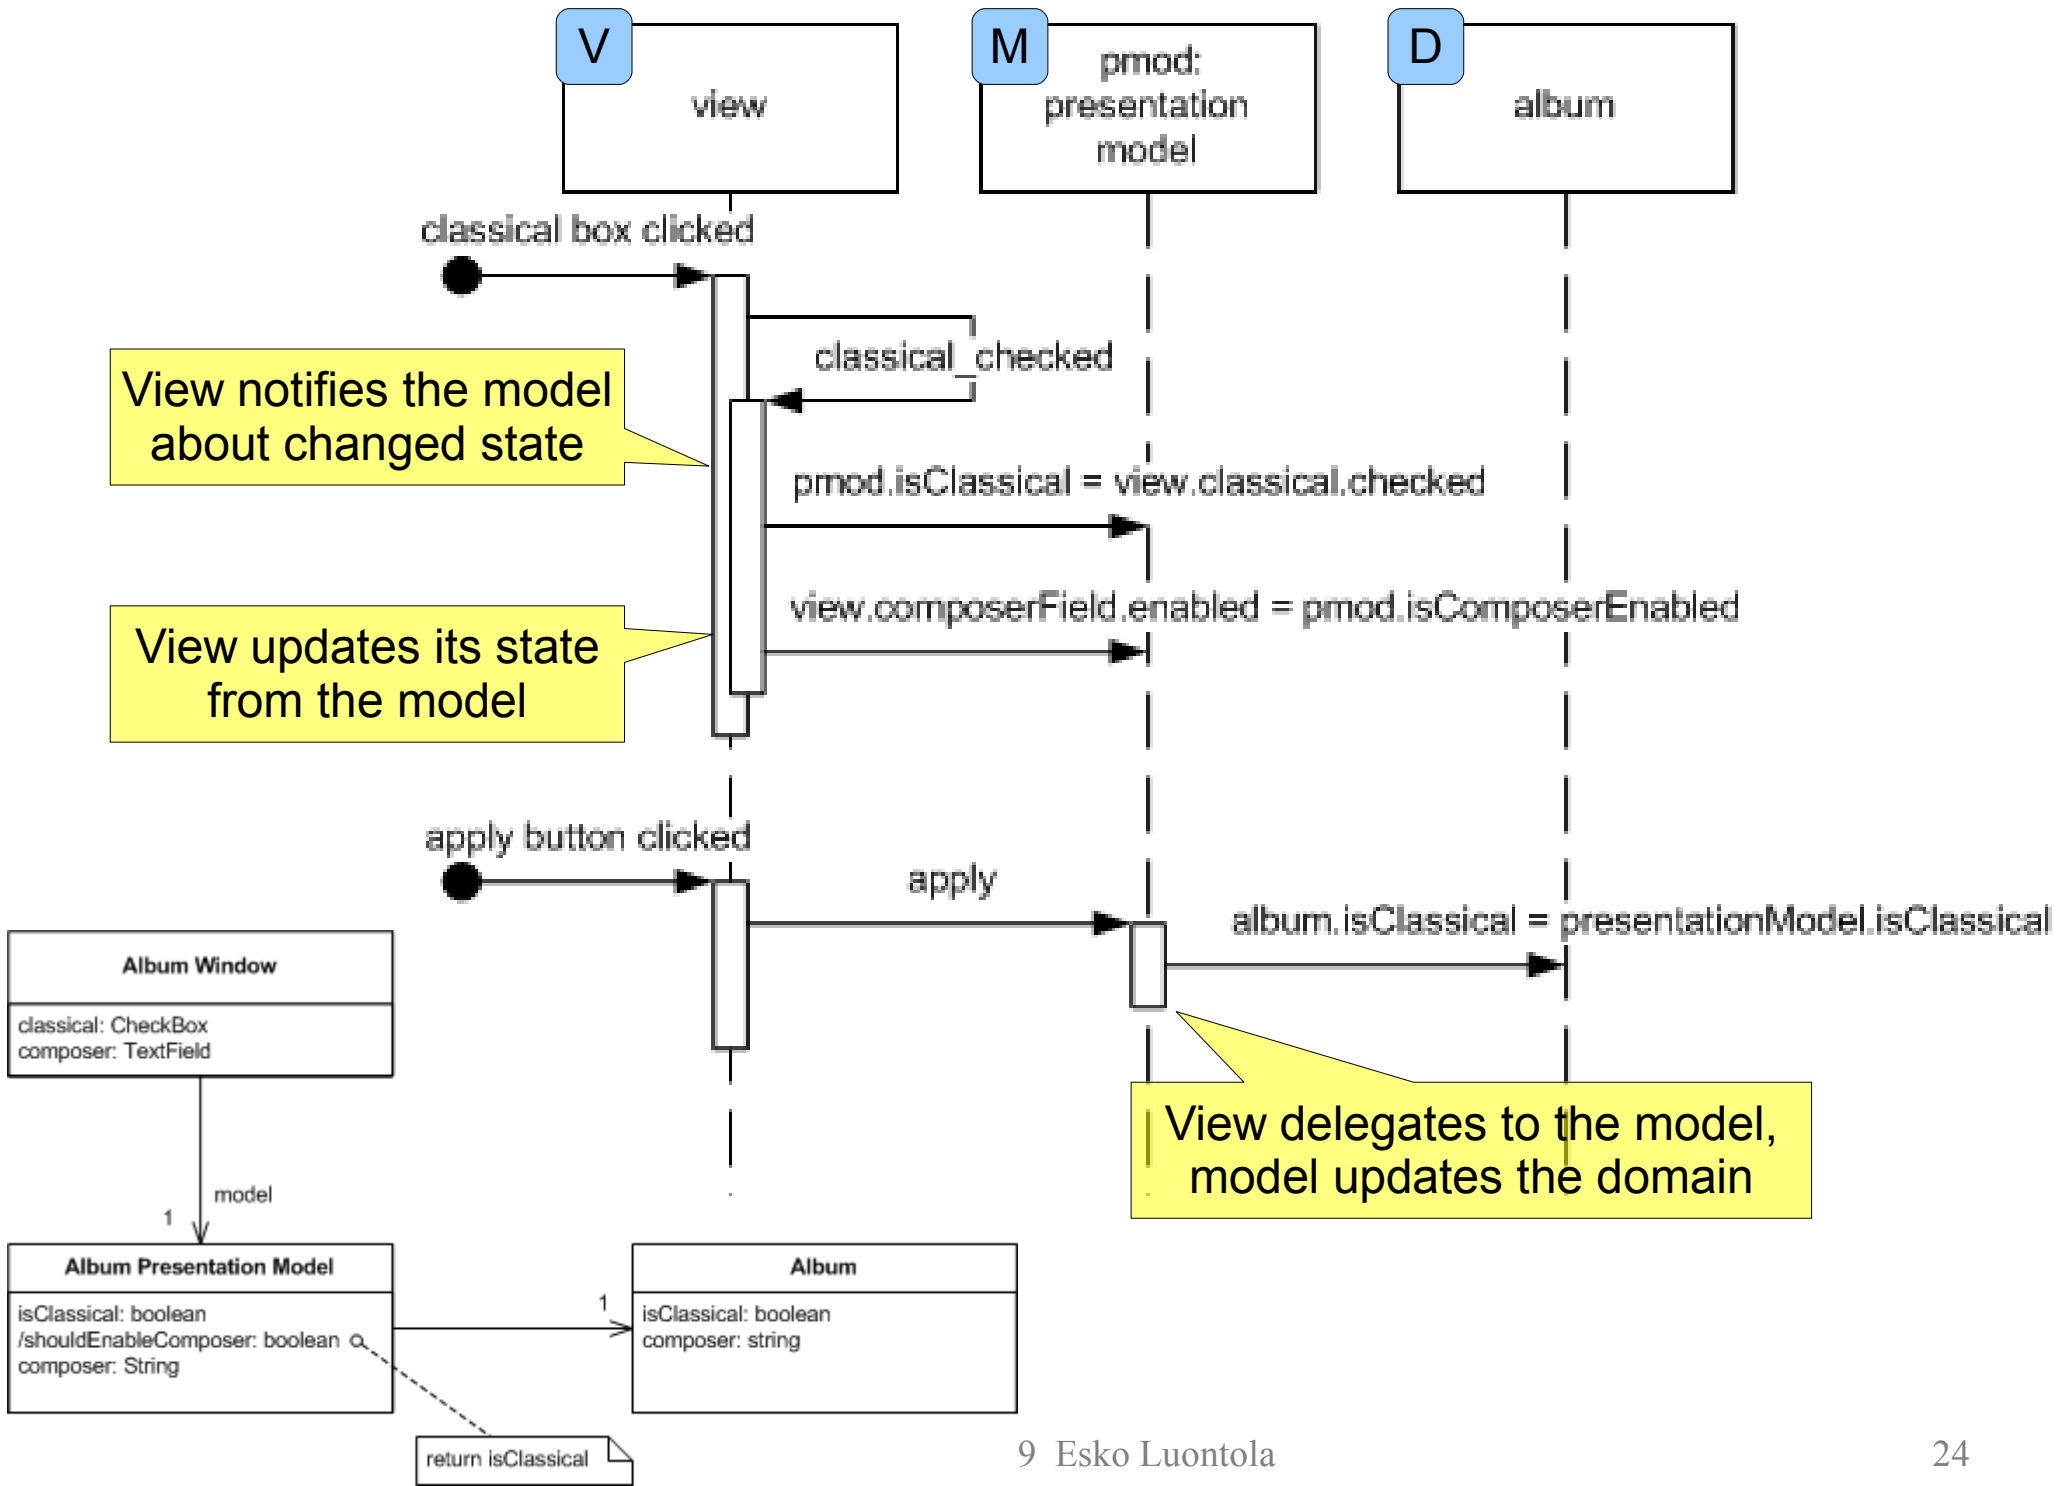 V
view
M
pmod:
presentation
model
D
album
classical box clicked
classical_checked
View notifies the model
about changed state
pmod.isClassical = view.classical.checked
view.composerField.enabled = pmod.isComposerEnabled
View updates its state
from the model
apply button clicked
apply
album.isClassical = presentationModel.isClassical
Album Window
classical: CheckBox
composer: TextField
View delegates to the model,
model updates the domain
model
1
Album Presentation Model
isClassical: boolean
/shouldEnableComposer: boolean
composer: String
1
Album
isClassical: boolean
composer: string
return isClassical
9 Esko Luontola
24